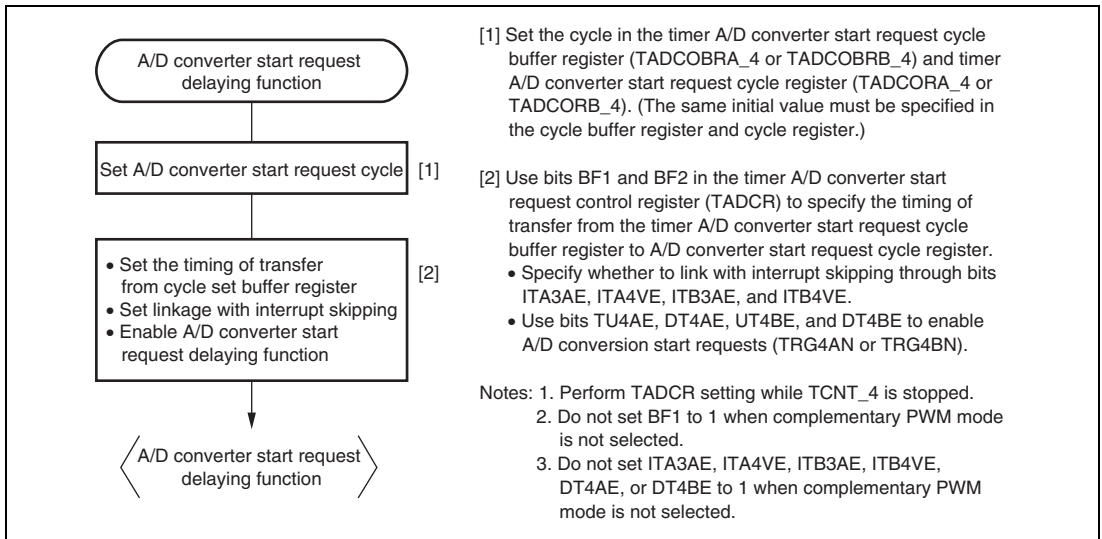 A/D converter start request
delaying function
Set A/D converter start request cycle
[1]
• Set the timing of transfer
from cycle set buffer register
• Set linkage with interrupt skipping
• Enable A/D converter start
request delaying function
[2]
A/D converter start request
delaying function
[1] Set the cycle in the timer A/D converter start request cycle
buffer register (TADCOBRA_4 or TADCOBRB_4) and timer
A/D converter start request cycle register (TADCORA_4 or
TADCORB_4). (The same initial value must be specified in
the cycle buffer register and cycle register.)
[2] Use bits BF1 and BF2 in the timer A/D converter start
request control register (TADCR) to specify the timing of
transfer from the timer A/D converter start request cycle
buffer register to A/D converter start request cycle register.
• Specify whether to link with interrupt skipping through bits
ITA3AE, ITA4VE, ITB3AE, and ITB4VE.
• Use bits TU4AE, DT4AE, UT4BE, and DT4BE to enable
A/D conversion start requests (TRG4AN or TRG4BN).
Notes: 1. Perform TADCR setting while TCNT_4 is stopped.
2. Do not set BF1 to 1 when complementary PWM mode
is not selected.
3. Do not set ITA3AE, ITA4VE, ITB3AE, ITB4VE,
DT4AE, or DT4BE to 1 when complementary PWM
mode is not selected.